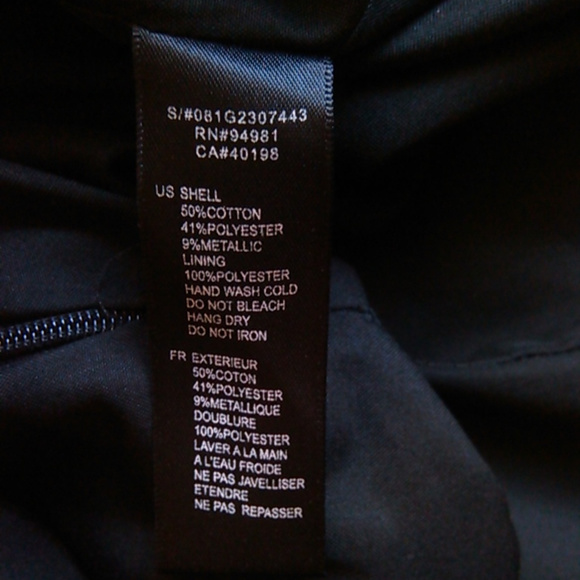 S/#081G2307443
RN#94981
CA#40198
US SHELL
50%COTTON
41%POLYESTER
9%METALLIC
LINING
100%POLYESTER
HAND WASH COLD
DO NOT BLEACH
HANG DRY
DO NOT IRON
FR EXTERIEUR
50%COTON
41%POLYESTER
9%METALLIQUE
DOUBLURE
100%POLYESTER
LAVER A LA MAIN
A L'EAU FROIDE
NE PAS JAVELLISER
ETENDRE
NE PAS REPASSER